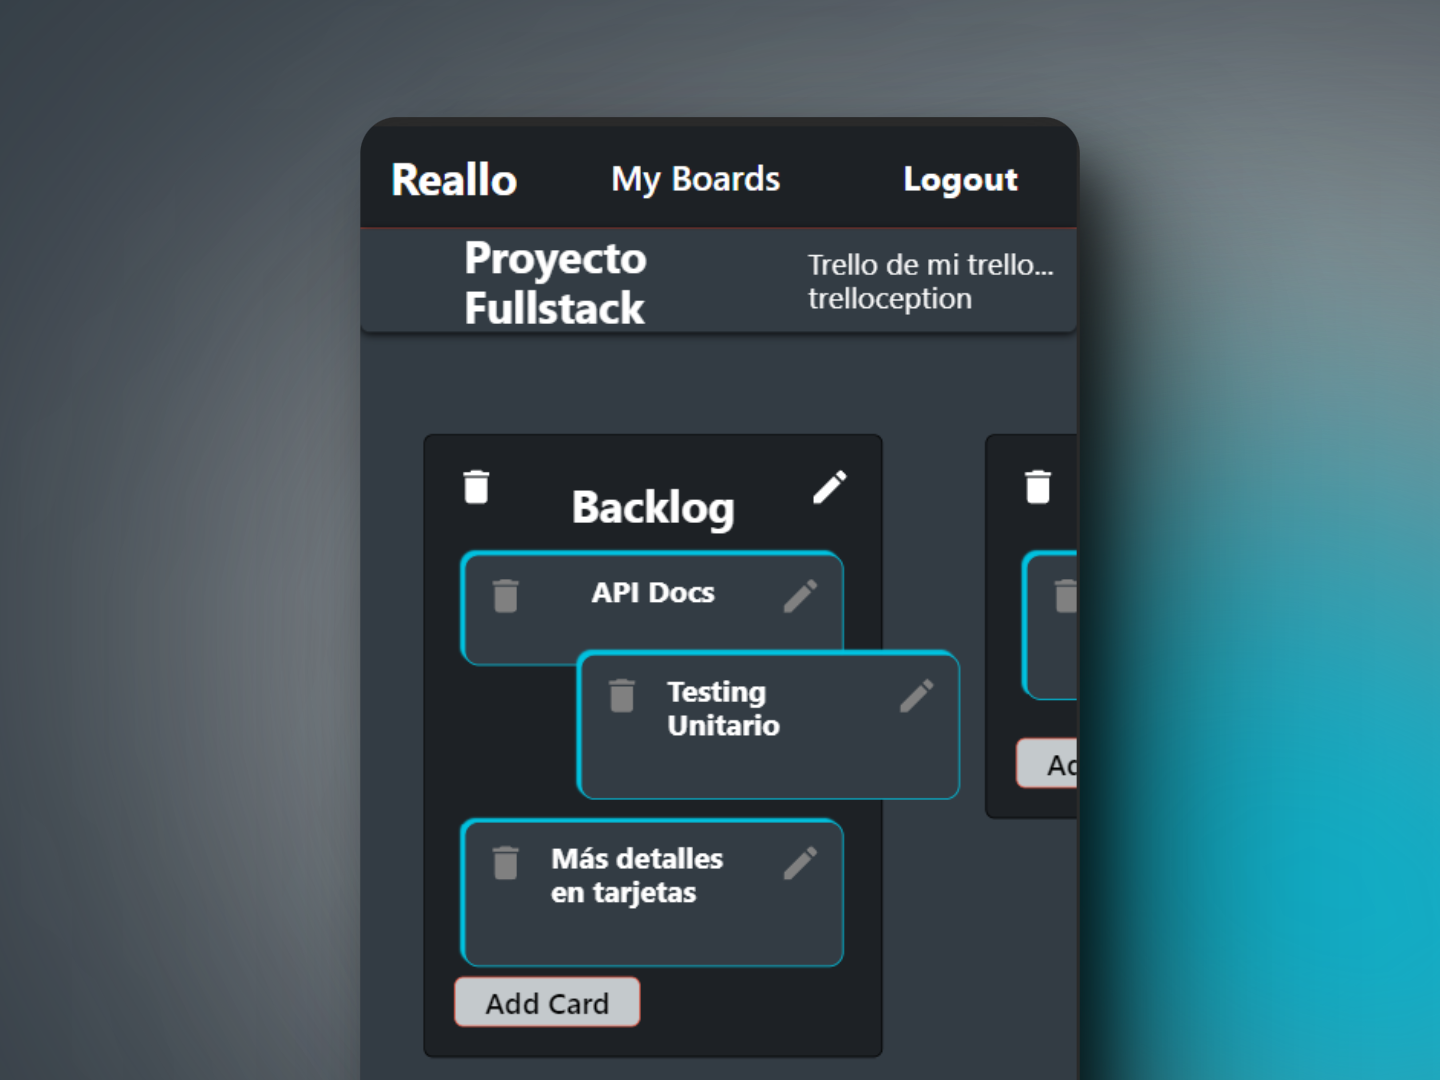 Reallo
My Boards
Logout
Proyecto
Fullstack
Trello de mi trello...
trelloception
Backlog
API Docs
Testing
Unitario
Más detalles
en tarjetas
Add Card